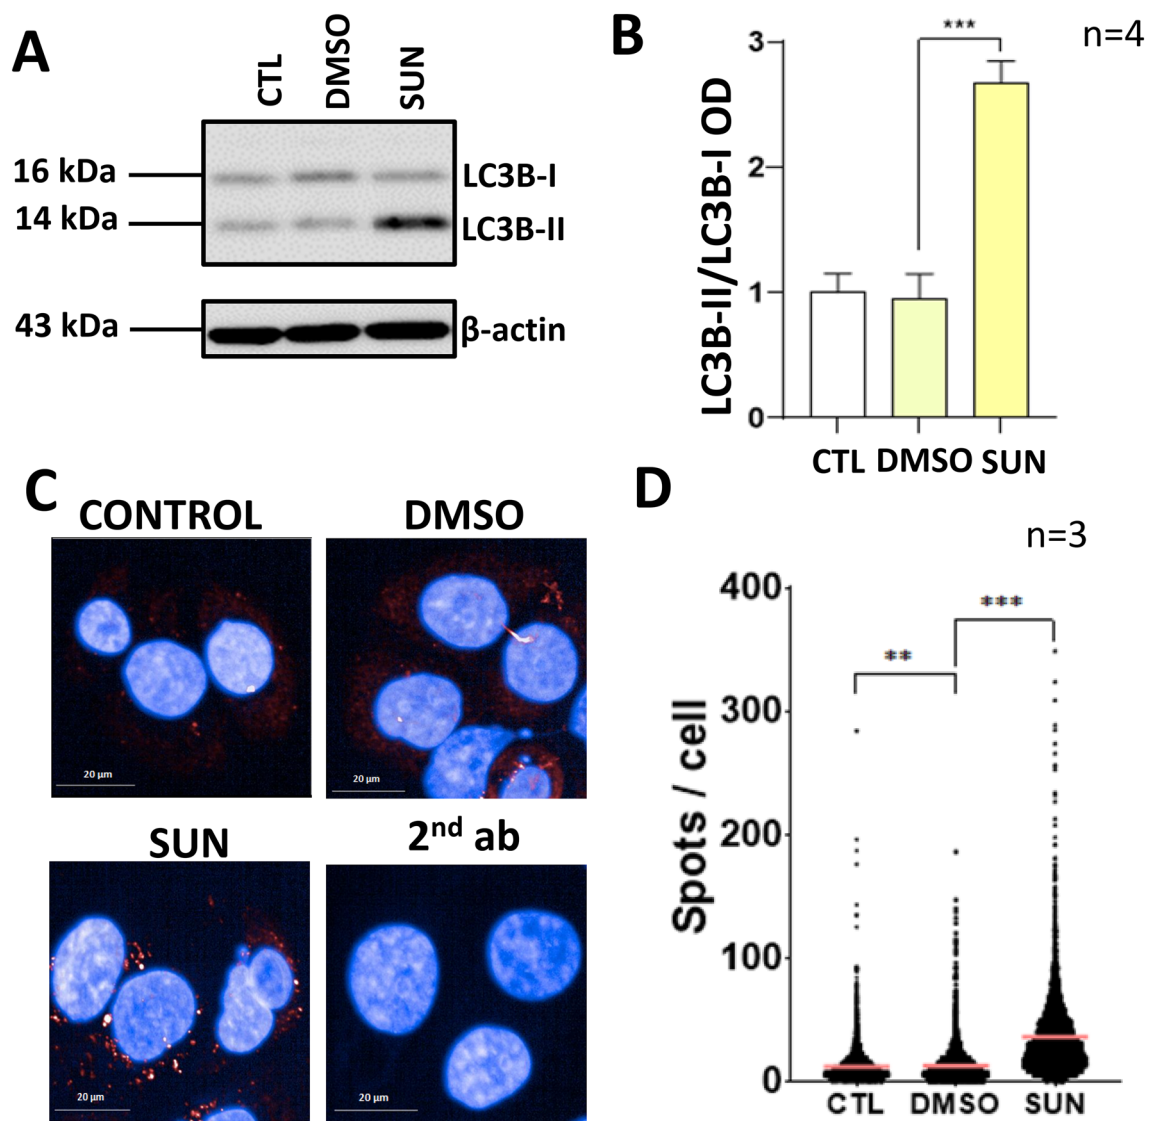 A
CTL
DMSO
SUN
16 kDa
LC3B-I
14 kDa
LC3B-II
43 kDa
β-actin
B
n=4
***
LC3B-II/LC3B-I OD
3
2
1
0
CTL DMSO SUN
C
CONTROL
DMSO
20 µm
20 µm
SUN
2nd ab
20 µm
20 µm
D
n=3
Spots / cell
400
300
200
100
0
**
***
CTL DMSO SUN